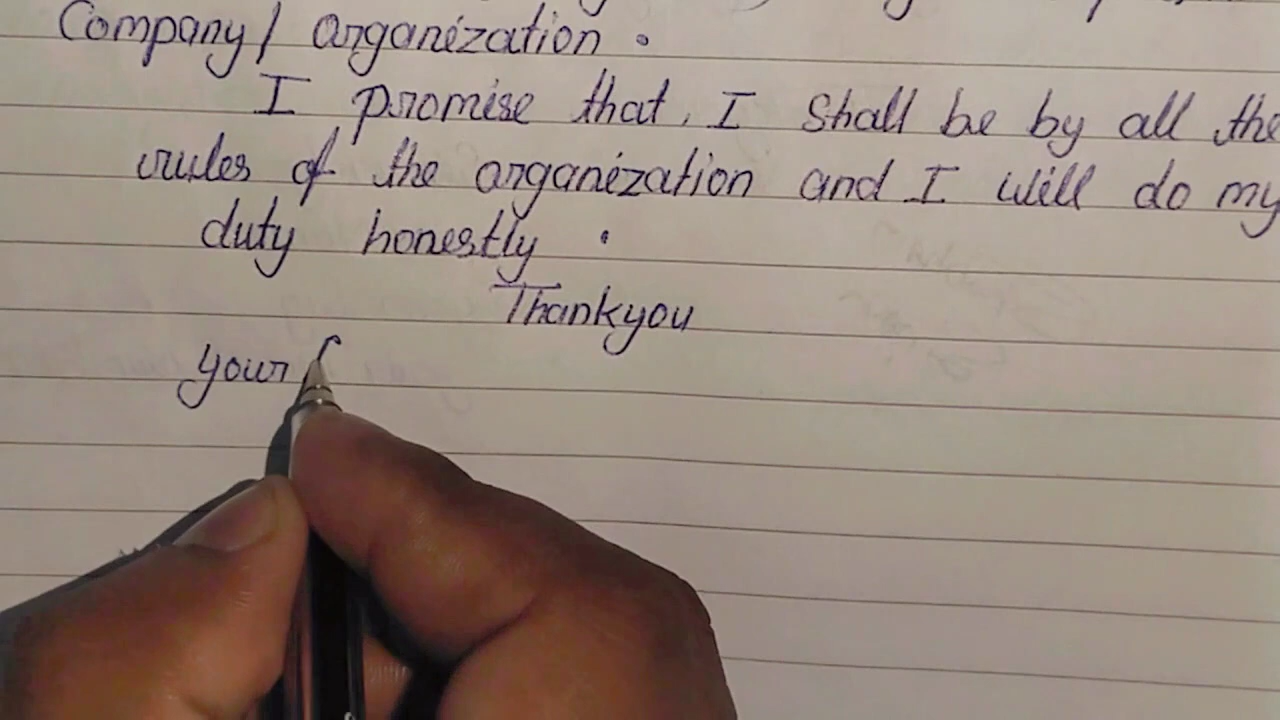 Company/ Organization .
I promise that, I Shall be by all the
rules of the organization and I will do my
duty honestly .
Thankyou
your f